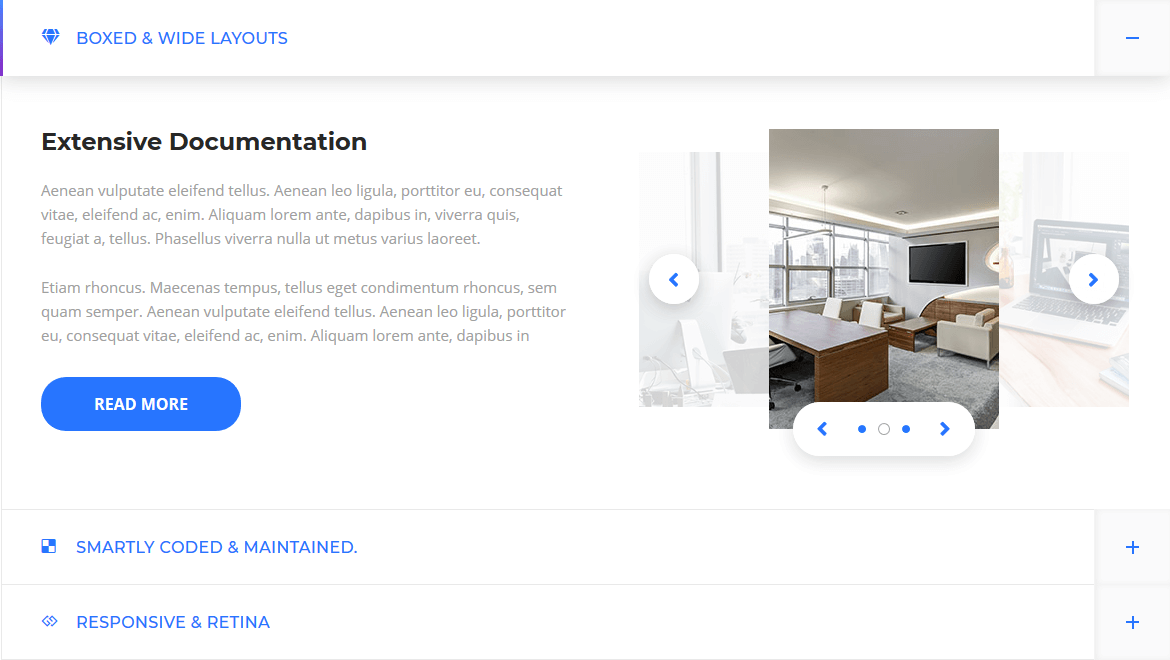 BOXED & WIDE LAYOUTS
Extensive Documentation
Aenean vulputate eleifend tellus. Aenean leo ligula, porttitor eu, consequat
vitae, eleifend ac, enim. Aliquam lorem ante, dapibus in, viverra quis,
feugiat a, tellus. Phasellus viverra nulla ut metus varius laoreet.
Etiam rhoncus. Maecenas tempus, tellus eget condimentum rhoncus, sem
quam semper. Aenean vulputate eleifend tellus. Aenean leo ligula, porttitor
eu, consequat vitae, eleifend ac, enim. Aliquam lorem ante, dapibus in
READ MORE
SMARTLY CODED & MAINTAINED.
RESPONSIVE & RETINA